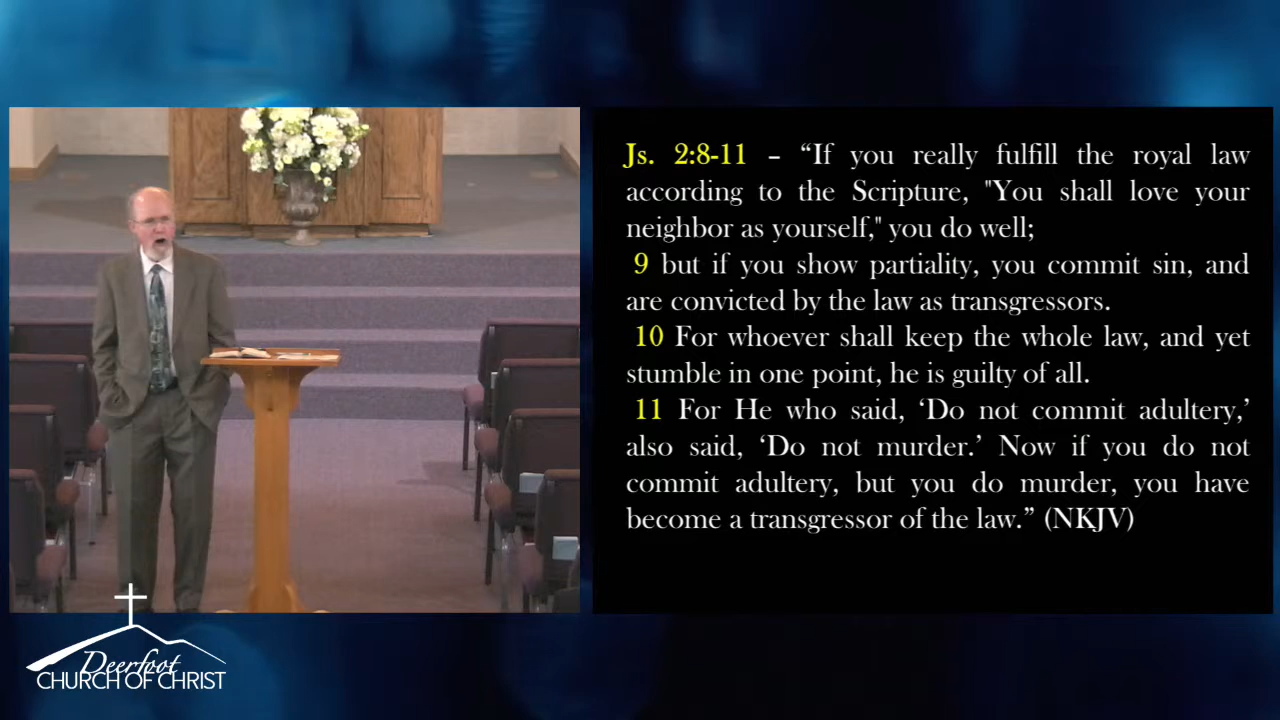 Js. 2:8-11 – “If you really fulfill the royal law
according to the Scripture, "You shall love your
neighbor as yourself," you do well;
9 but if you show partiality, you commit sin, and
are convicted by the law as transgressors.
10 For whoever shall keep the whole law, and yet
stumble in one point, he is guilty of all.
11 For He who said, ‘Do not commit adultery,’
also said, ‘Do not murder.’ Now if you do not
commit adultery, but you do murder, you have
become a transgressor of the law.” (NKJV)
Deerfoot
CHURCH OF CHRIST